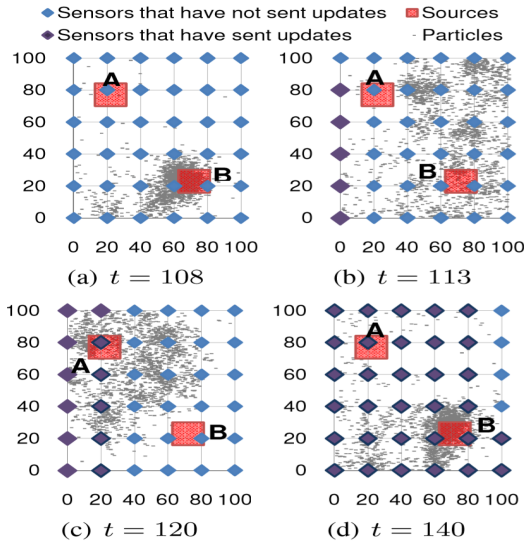 Sensors that have not sent updates Sources
Sensors that have sent updates Particles
100
80
60
40
20
0
A
B
0 20 40 60 80 100
(a) t = 108
100
80
60
40
20
0
A
B
0 20 40 60 80 100
(b) t = 113
100
80
60
40
20
0
A
B
0 20 40 60 80 100
(c) t = 120
100
80
60
40
20
0
A
B
0 20 40 60 80 100
(d) t = 140